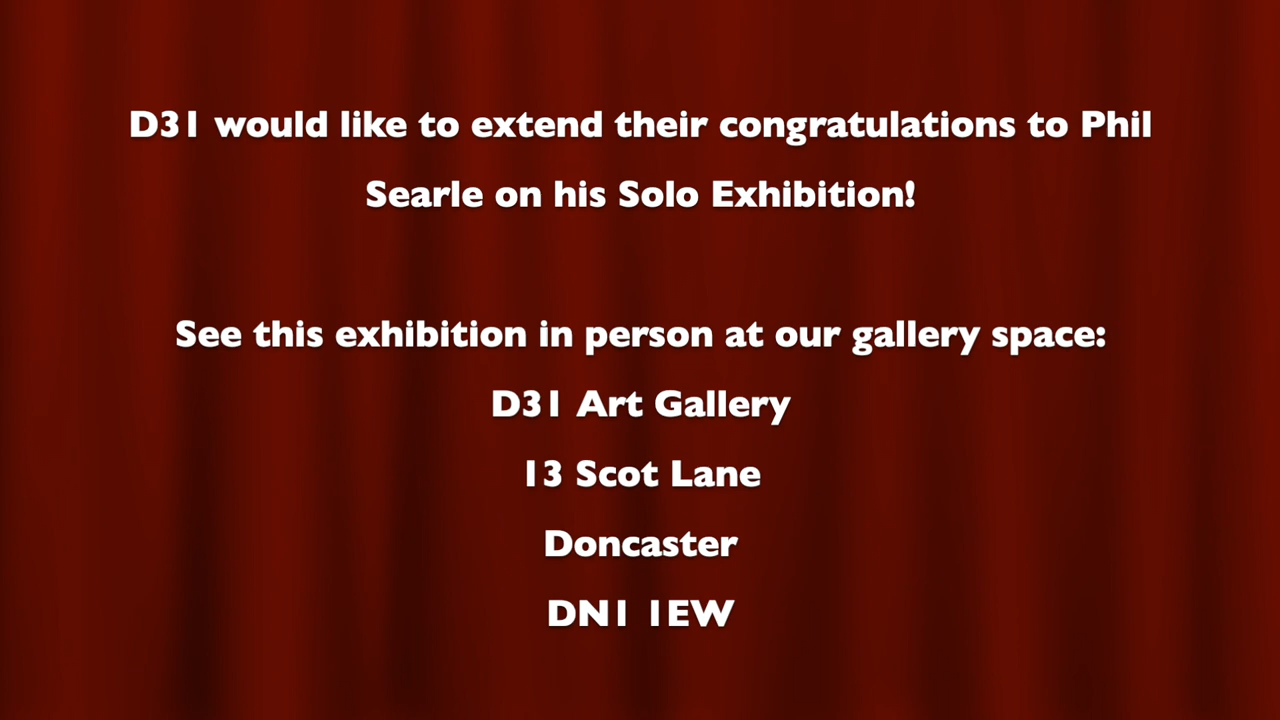 D31 would like to extend their congratulations to Phil
Searle on his Solo Exhibition!
See this exhibition in person at our gallery space:
D31 Art Gallery
13 Scot Lane
Doncaster
DN1 1EW